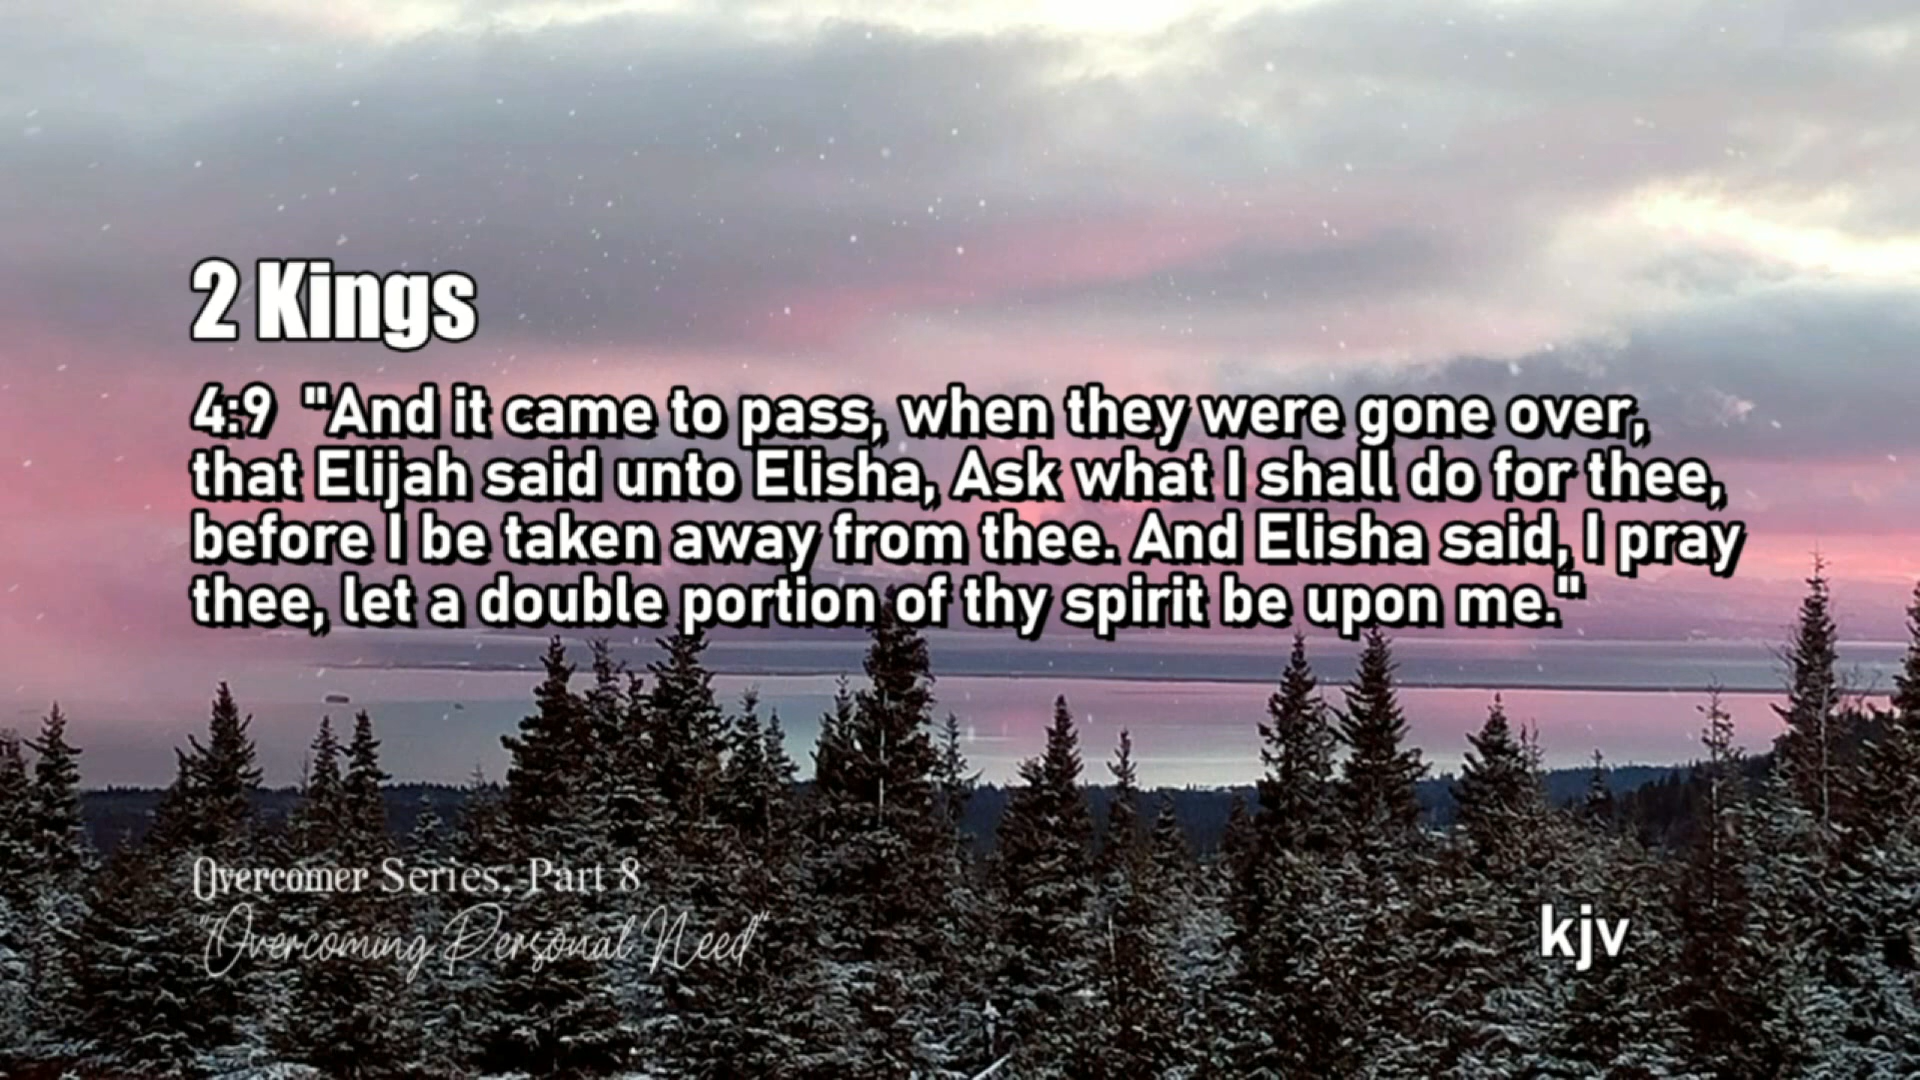 2 Kings
4:9 "And it came to pass, when they were gone over,
that Elijah said unto Elisha, Ask what I shall do for thee,
before I be taken away from thee. And Elisha said, I pray
thee, let a double portion of thy spirit be upon me."
Overcomer Series, Part 8
"Overcoming Personal Need"
kjv